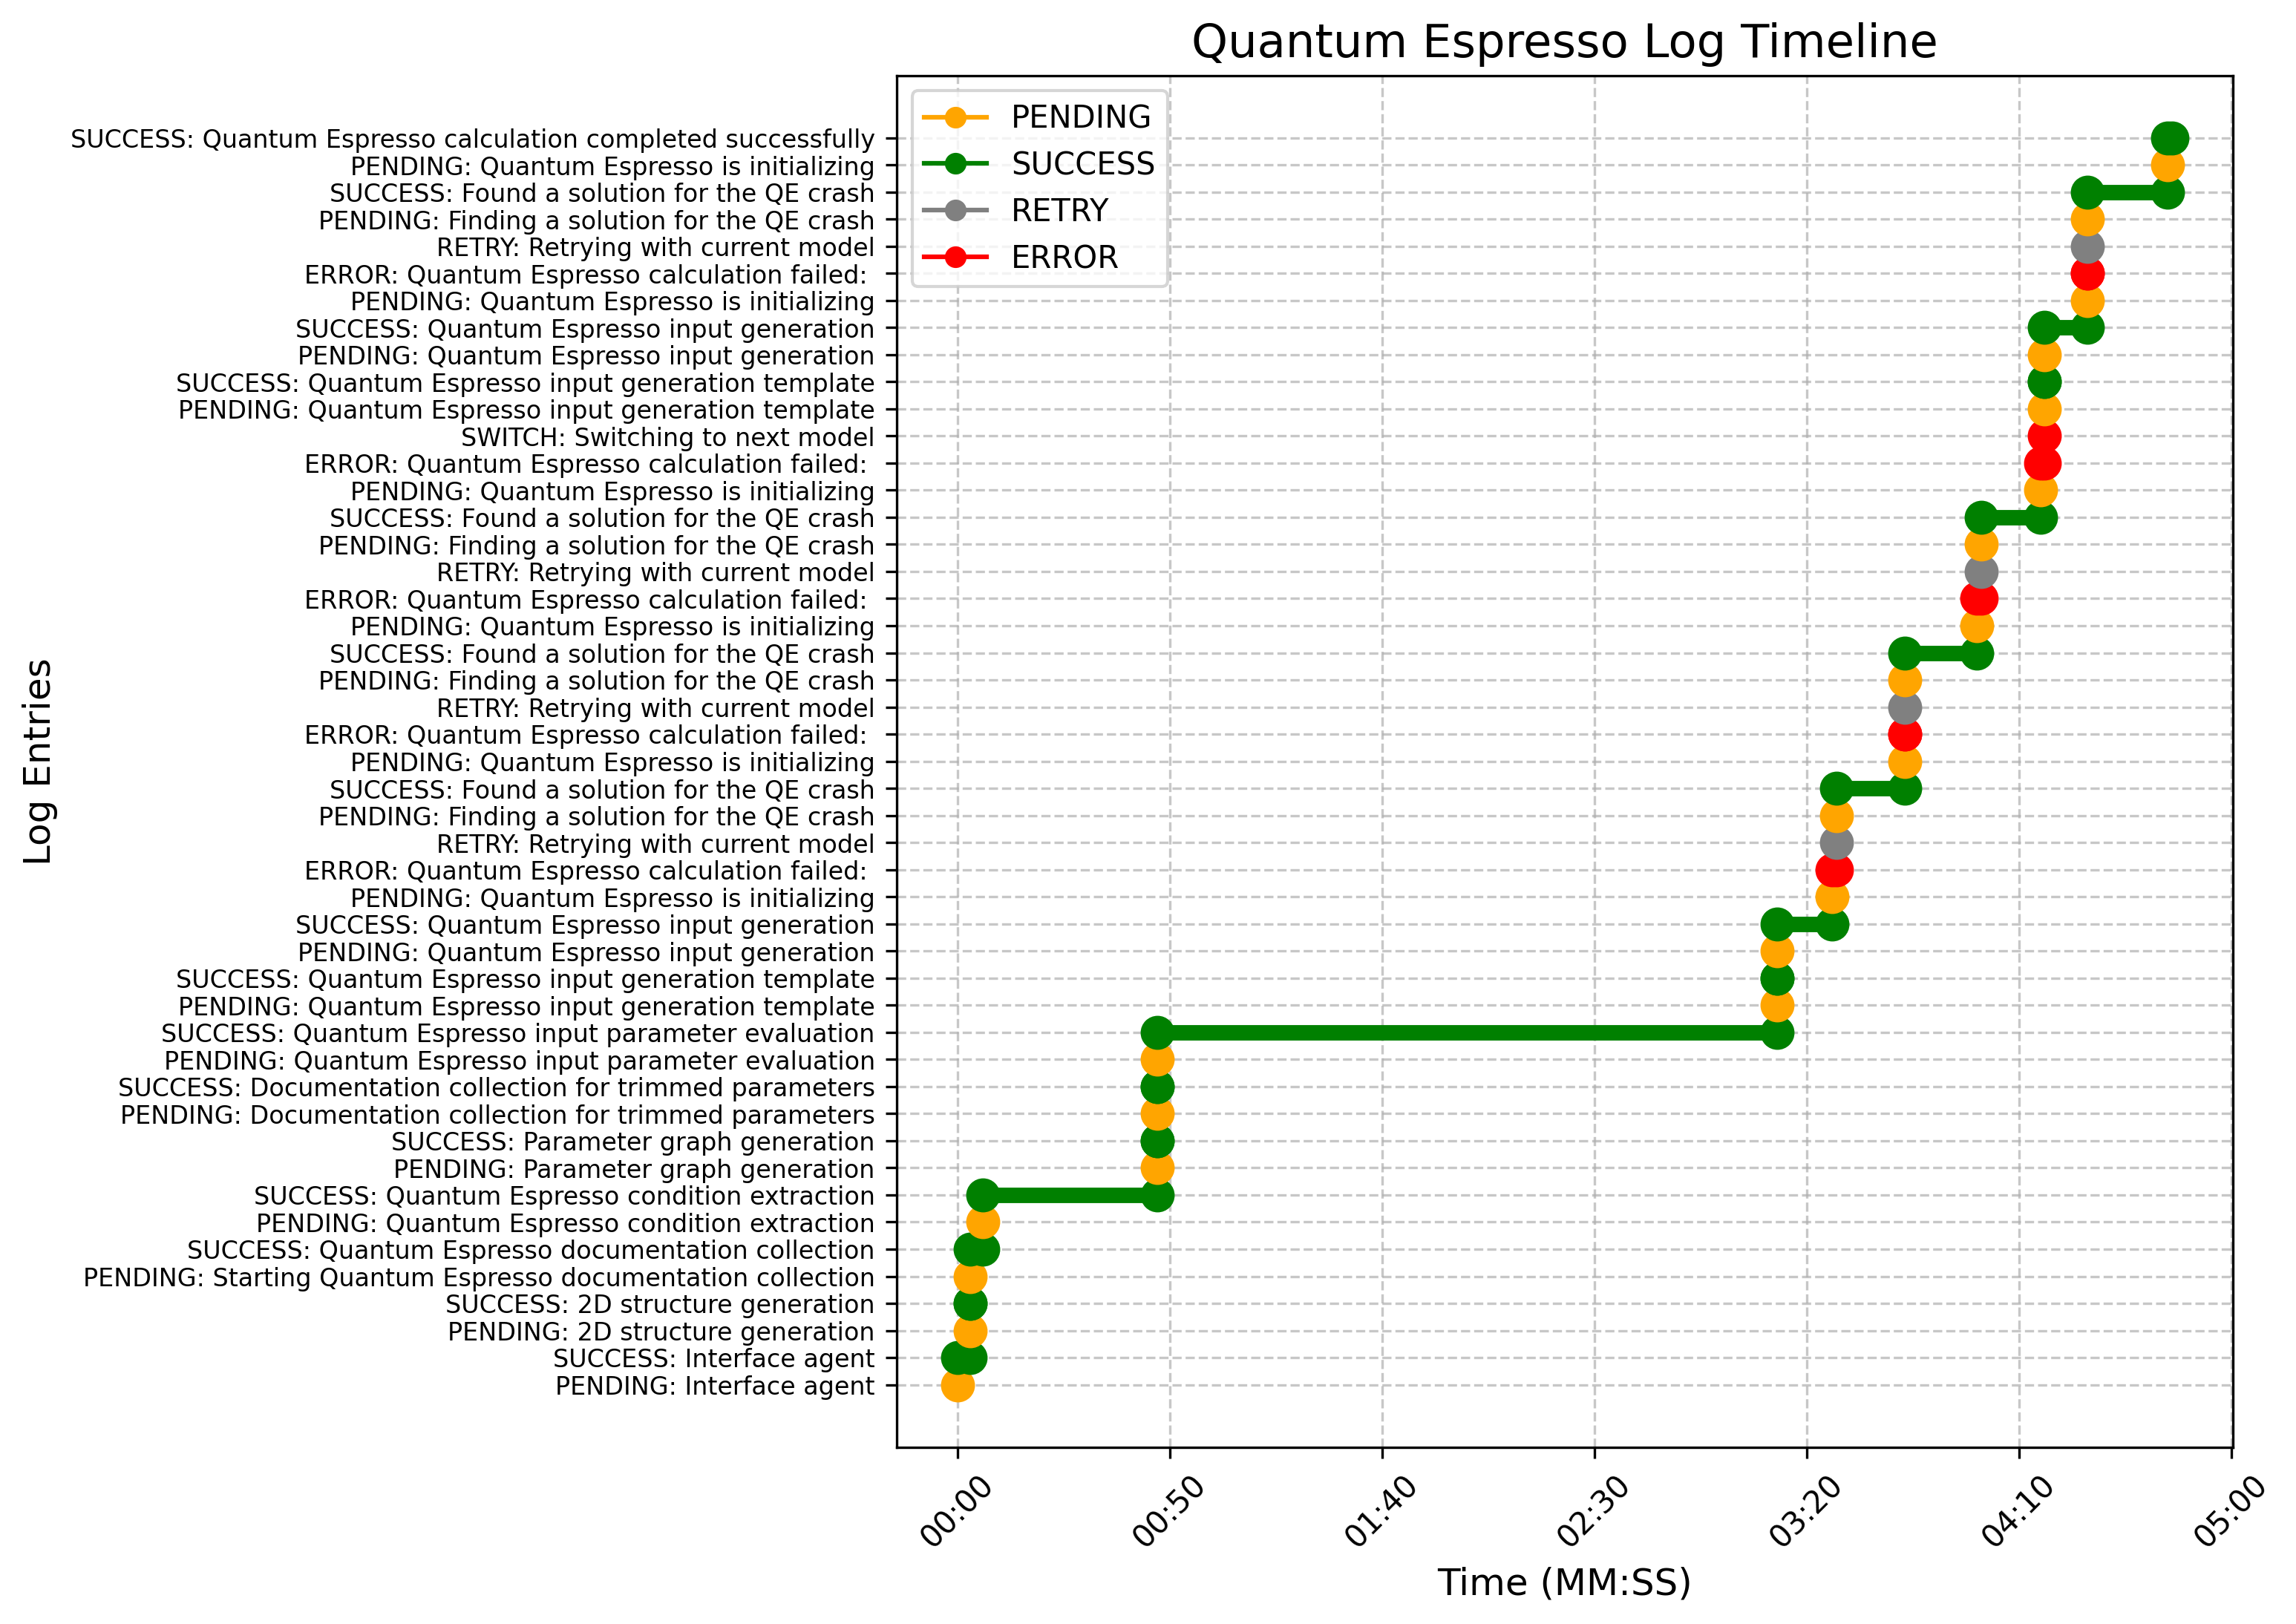 Quantum Espresso Log Timeline
PENDING
SUCCESS
RETRY
ERROR
SUCCESS: Quantum Espresso calculation completed successfully
PENDING: Quantum Espresso is initializing
SUCCESS: Found a solution for the QE crash
PENDING: Finding a solution for the QE crash
RETRY: Retrying with current model
ERROR: Quantum Espresso calculation failed:
PENDING: Quantum Espresso is initializing
SUCCESS: Quantum Espresso input generation
PENDING: Quantum Espresso input generation
SUCCESS: Quantum Espresso input generation template
PENDING: Quantum Espresso input generation template
SWITCH: Switching to next model
ERROR: Quantum Espresso calculation failed:
PENDING: Quantum Espresso is initializing
SUCCESS: Found a solution for the QE crash
PENDING: Finding a solution for the QE crash
RETRY: Retrying with current model
ERROR: Quantum Espresso calculation failed:
PENDING: Quantum Espresso is initializing
SUCCESS: Found a solution for the QE crash
PENDING: Finding a solution for the QE crash
RETRY: Retrying with current model
ERROR: Quantum Espresso calculation failed:
PENDING: Quantum Espresso is initializing
SUCCESS: Found a solution for the QE crash
PENDING: Finding a solution for the QE crash
RETRY: Retrying with current model
ERROR: Quantum Espresso calculation failed:
PENDING: Quantum Espresso is initializing
SUCCESS: Quantum Espresso input generation
PENDING: Quantum Espresso input generation
SUCCESS: Quantum Espresso input generation template
PENDING: Quantum Espresso input generation template
SUCCESS: Quantum Espresso input parameter evaluation
PENDING: Quantum Espresso input parameter evaluation
SUCCESS: Documentation collection for trimmed parameters
PENDING: Documentation collection for trimmed parameters
SUCCESS: Parameter graph generation
PENDING: Parameter graph generation
SUCCESS: Quantum Espresso condition extraction
PENDING: Quantum Espresso condition extraction
SUCCESS: Quantum Espresso documentation collection
PENDING: Starting Quantum Espresso documentation collection
SUCCESS: 2D structure generation
PENDING: 2D structure generation
SUCCESS: Interface agent
PENDING: Interface agent
Log Entries
00:00
00:50
01:40
02:30
03:20
04:10
05:00
Time (MM:SS)